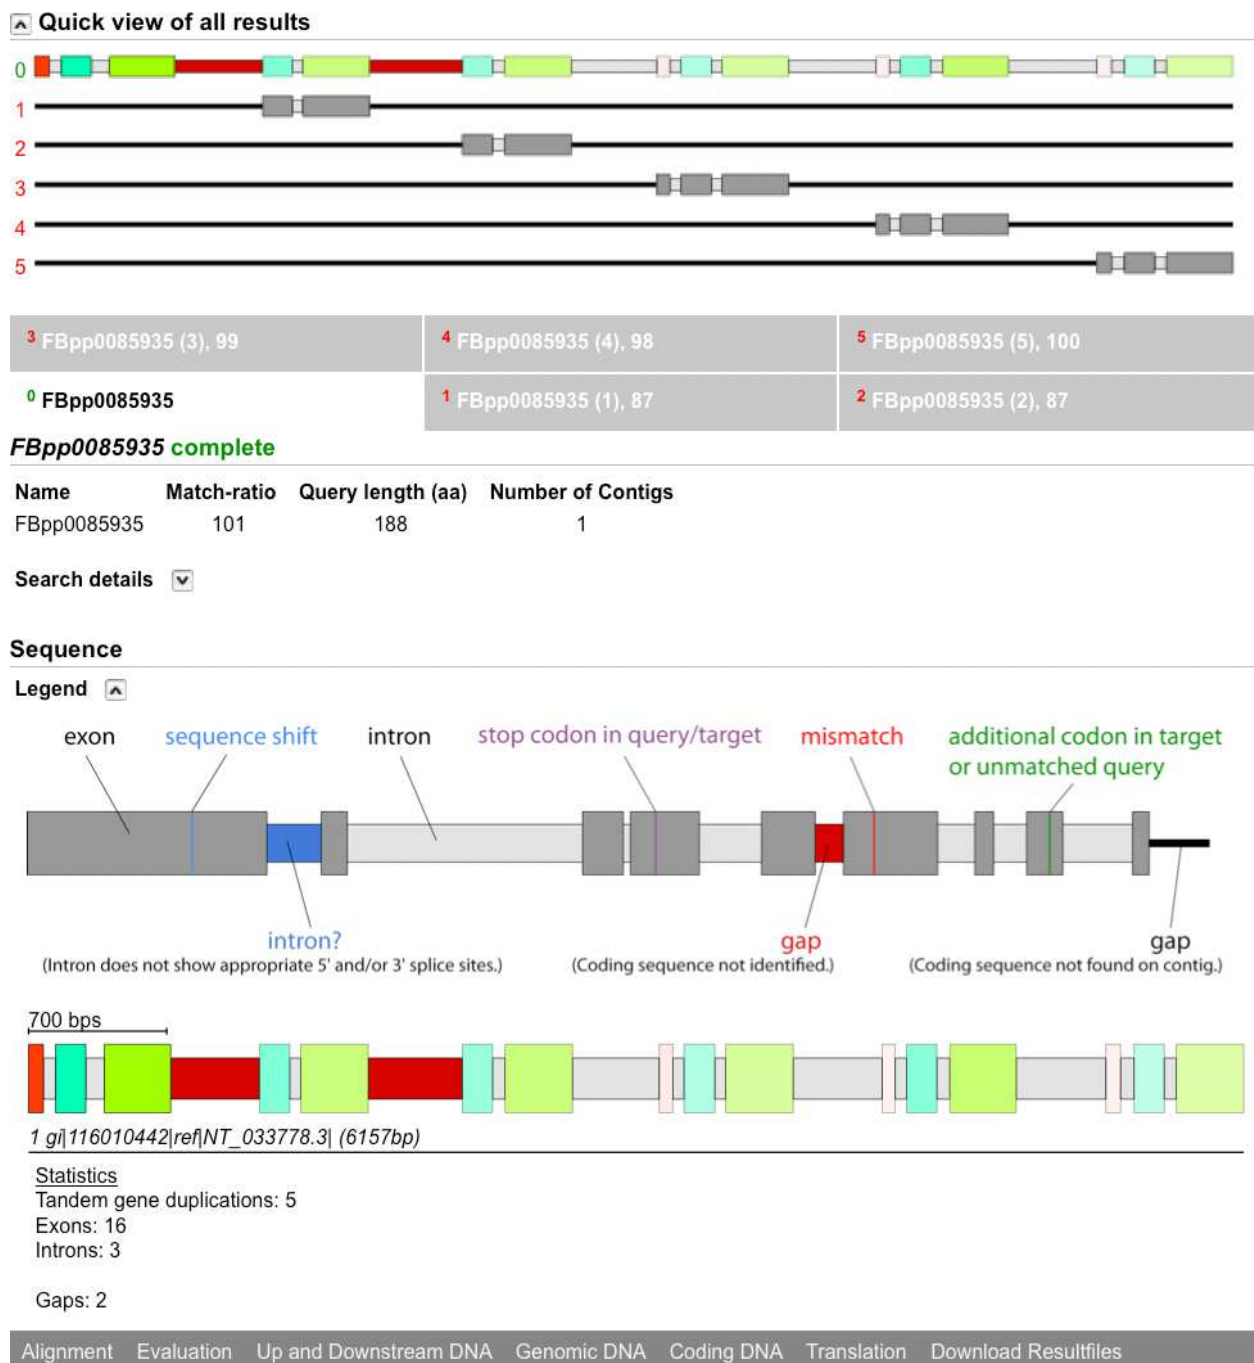 Quick view of all results
0
1
2
3
4
5
3 FBpp0085935 (3), 99 4 FBpp0085935 (4), 98 5 FBpp0085935 (5), 100
0 FBpp0085935 1 FBpp0085935 (1), 87 2 FBpp0085935 (2), 87
FBpp0085935 complete
Name Match-ratio Query length (aa) Number of Contigs
FBpp0085935 101 188 1
Search details
Sequence
Legend
exon sequence shift intron stop codon in query/target mismatch additional codon in target
or unmatched query
intron? gap gap
(Intron does not show appropriate 5' and/or 3' splice sites.) (Coding sequence not identified.) (Coding sequence not found on contig.)
700 bps
1 gi|116010442|ref|NT_033778.3| (6157bp)
Statistics
Tandem gene duplications: 5
Exons: 16
Introns: 3
Gaps: 2
Alignment Evaluation Up and Downstream DNA Genomic DNA Coding DNA Translation Download Resultfiles